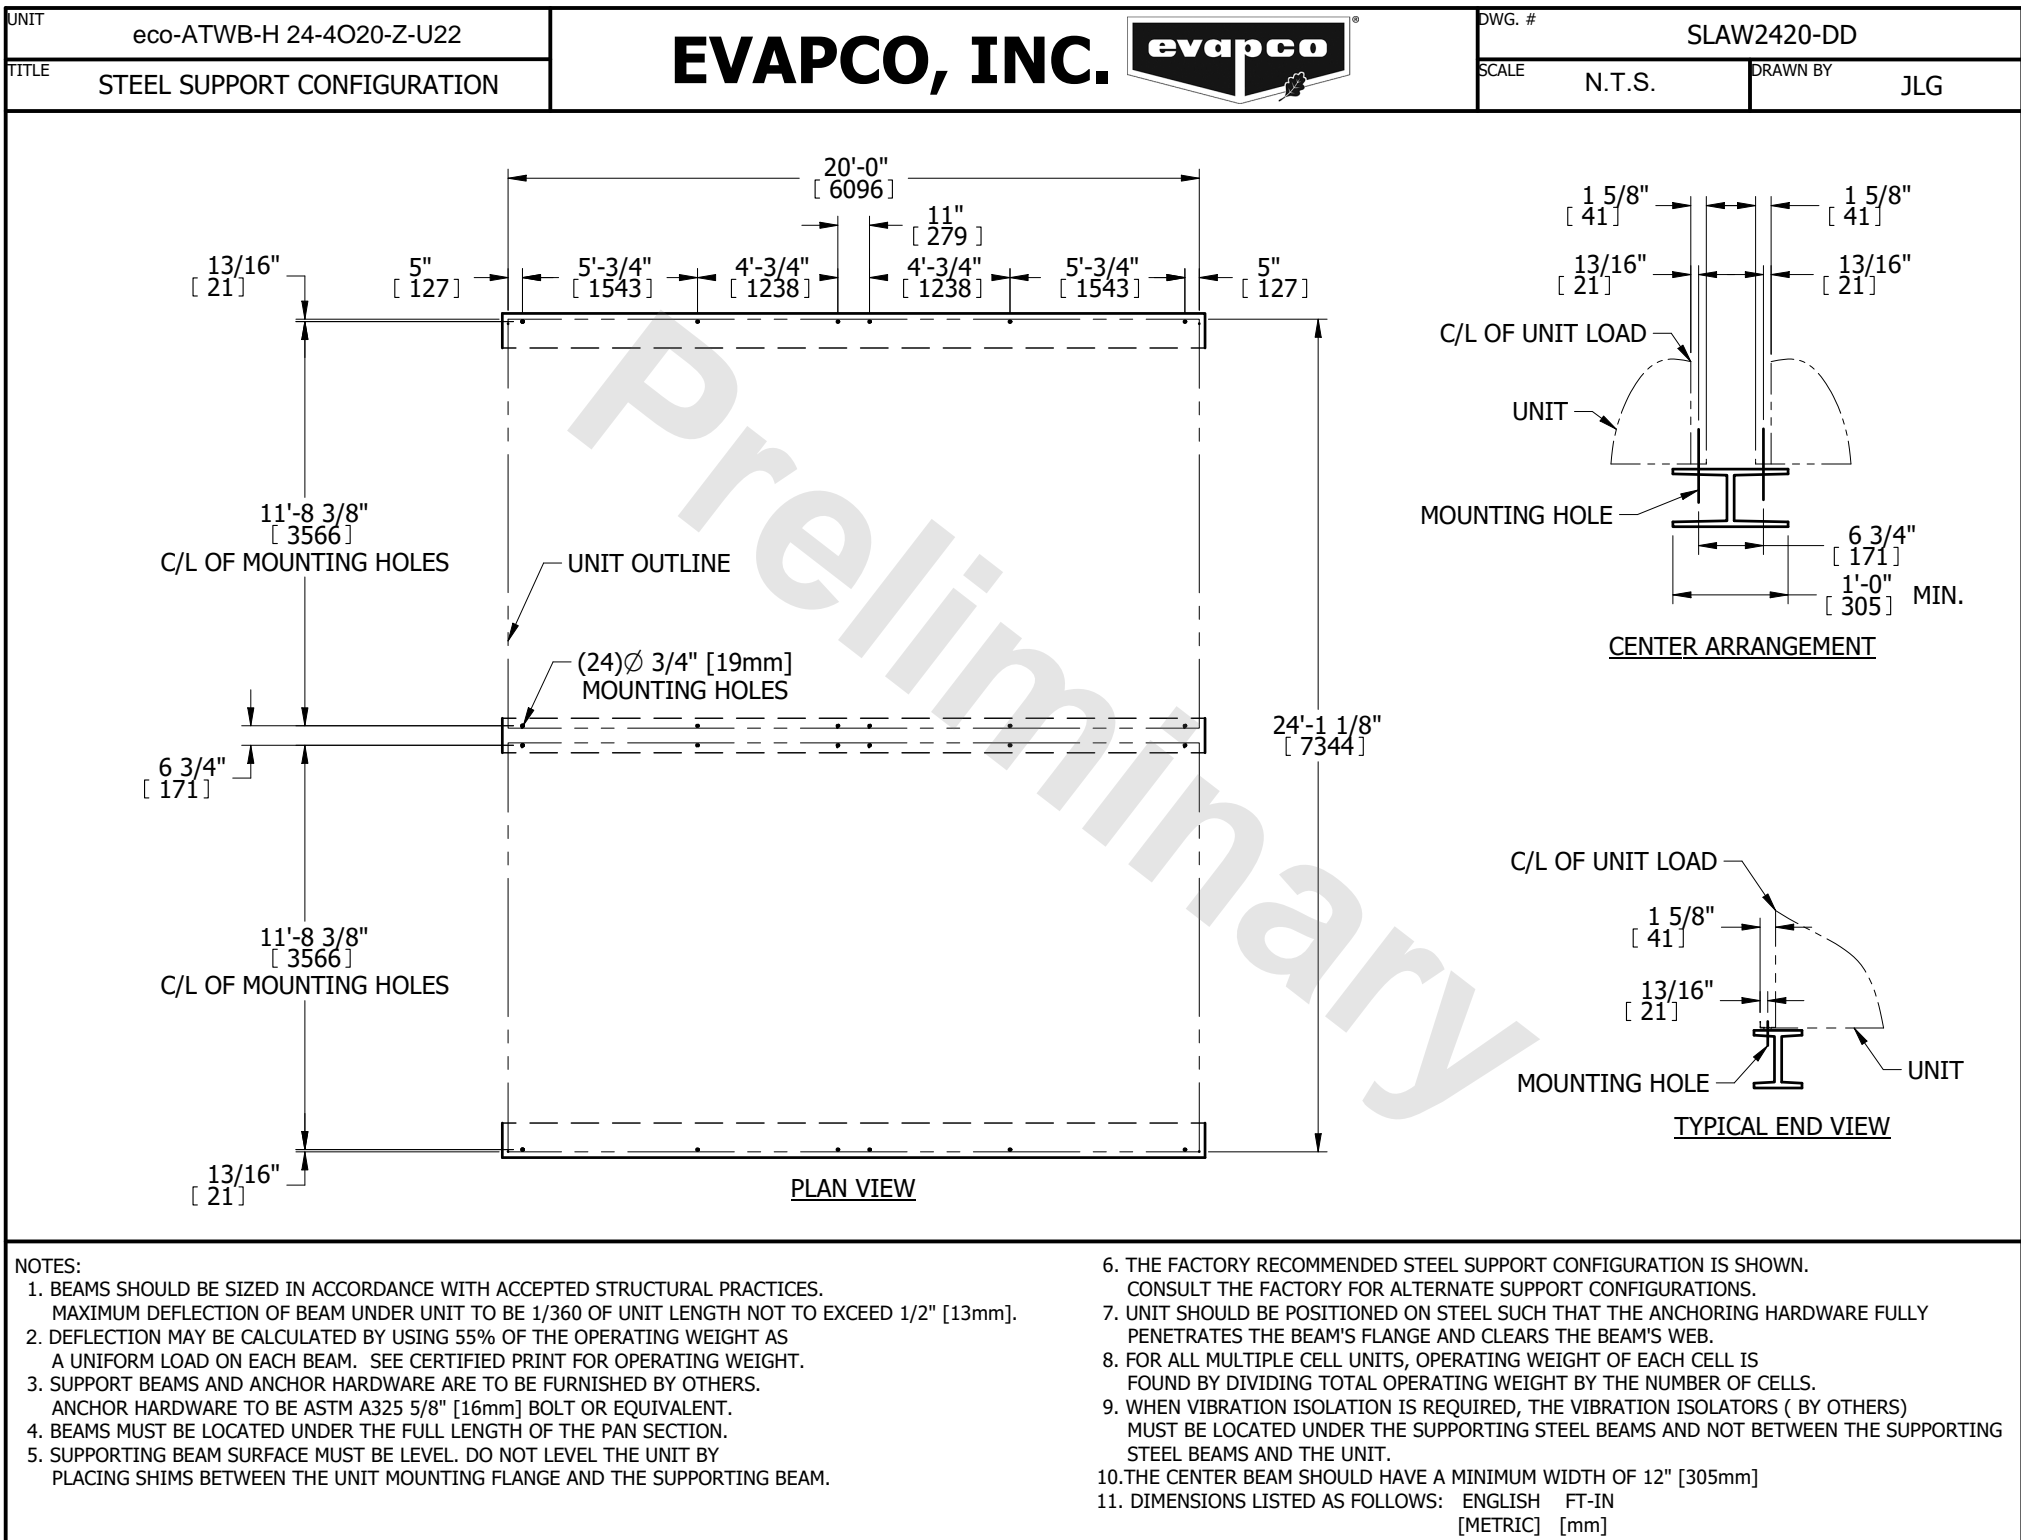 UNIT
eco-ATWB-H 24-4O20-Z-U22
TITLE
STEEL SUPPORT CONFIGURATION
EVAPCO, INC.
evapco®
DWG. #
SLAW2420-DD
SCALE
N.T.S.
DRAWN BY
JLG
20'-0"
[ 6096 ]
11"
[ 279 ]
13/16"
[ 21 ]
5"
[ 127 ]
5'-3/4"
[ 1543 ]
4'-3/4"
[ 1238 ]
4'-3/4"
[ 1238 ]
5'-3/4"
[ 1543 ]
5"
[ 127 ]
11'-8 3/8"
[ 3566 ]
C/L OF MOUNTING HOLES
UNIT OUTLINE
(24)∅ 3/4" [19mm]
MOUNTING HOLES
6 3/4"
[ 171 ]
24'-1 1/8"
[ 7344 ]
11'-8 3/8"
[ 3566 ]
C/L OF MOUNTING HOLES
13/16"
[ 21 ]
PLAN VIEW
Preliminary
1 5/8"
[ 41 ]
1 5/8"
[ 41 ]
13/16"
[ 21 ]
13/16"
[ 21 ]
C/L OF UNIT LOAD
UNIT
MOUNTING HOLE
6 3/4"
[ 171 ]
1'-0"
[ 305 ] MIN.
CENTER ARRANGEMENT
C/L OF UNIT LOAD
1 5/8"
[ 41 ]
13/16"
[ 21 ]
MOUNTING HOLE
UNIT
TYPICAL END VIEW
NOTES:
1. BEAMS SHOULD BE SIZED IN ACCORDANCE WITH ACCEPTED STRUCTURAL PRACTICES.
MAXIMUM DEFLECTION OF BEAM UNDER UNIT TO BE 1/360 OF UNIT LENGTH NOT TO EXCEED 1/2" [13mm].
2. DEFLECTION MAY BE CALCULATED BY USING 55% OF THE OPERATING WEIGHT AS
A UNIFORM LOAD ON EACH BEAM. SEE CERTIFIED PRINT FOR OPERATING WEIGHT.
3. SUPPORT BEAMS AND ANCHOR HARDWARE ARE TO BE FURNISHED BY OTHERS.
ANCHOR HARDWARE TO BE ASTM A325 5/8" [16mm] BOLT OR EQUIVALENT.
4. BEAMS MUST BE LOCATED UNDER THE FULL LENGTH OF THE PAN SECTION.
5. SUPPORTING BEAM SURFACE MUST BE LEVEL. DO NOT LEVEL THE UNIT BY
PLACING SHIMS BETWEEN THE UNIT MOUNTING FLANGE AND THE SUPPORTING BEAM.
6. THE FACTORY RECOMMENDED STEEL SUPPORT CONFIGURATION IS SHOWN.
CONSULT THE FACTORY FOR ALTERNATE SUPPORT CONFIGURATIONS.
7. UNIT SHOULD BE POSITIONED ON STEEL SUCH THAT THE ANCHORING HARDWARE FULLY
PENETRATES THE BEAM'S FLANGE AND CLEARS THE BEAM'S WEB.
8. FOR ALL MULTIPLE CELL UNITS, OPERATING WEIGHT OF EACH CELL IS
FOUND BY DIVIDING TOTAL OPERATING WEIGHT BY THE NUMBER OF CELLS.
9. WHEN VIBRATION ISOLATION IS REQUIRED, THE VIBRATION ISOLATORS ( BY OTHERS)
MUST BE LOCATED UNDER THE SUPPORTING STEEL BEAMS AND NOT BETWEEN THE SUPPORTING
STEEL BEAMS AND THE UNIT.
10.THE CENTER BEAM SHOULD HAVE A MINIMUM WIDTH OF 12" [305mm]
11. DIMENSIONS LISTED AS FOLLOWS: ENGLISH FT-IN
[METRIC] [mm]